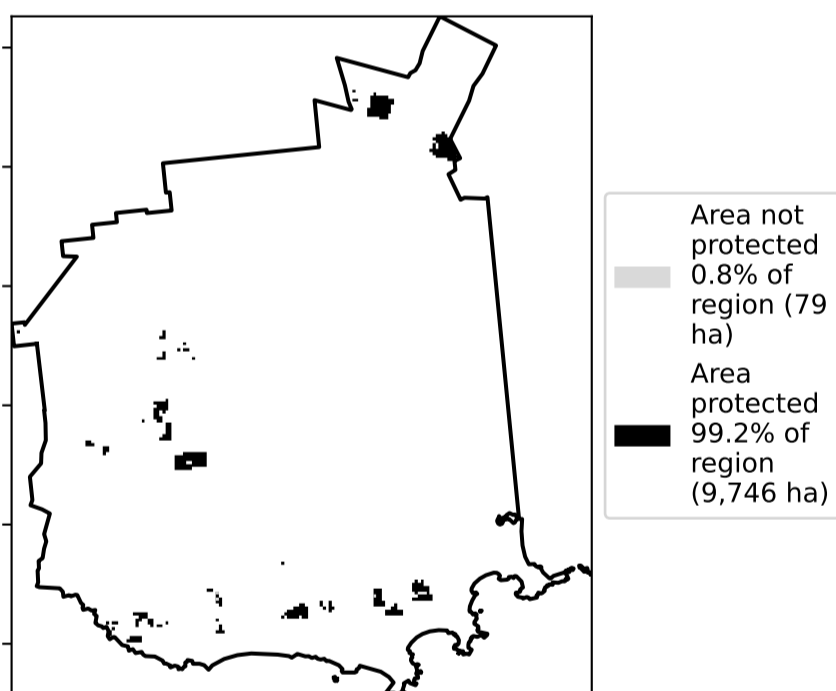 Area not
protected
0.8% of
region (79
ha)
Area
protected
99.2% of
region
(9,746 ha)